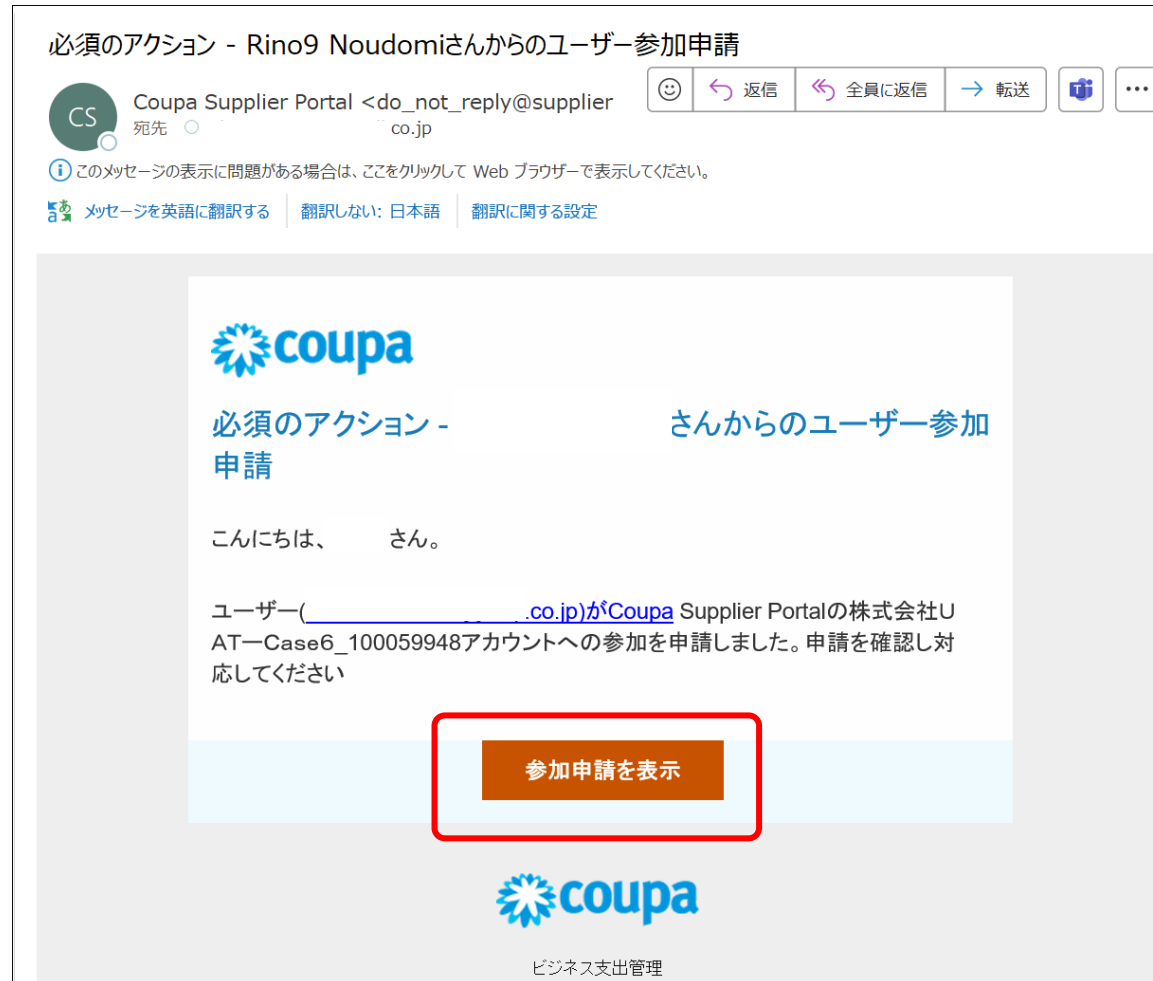 必須のアクション - Rino9 Noudomiさんからのユーザー参加申請
CS
Coupa Supplier Portal <do_not_reply@supplier
返信
全員に返信
転送
宛先
co.jp
このメッセージの表示に問題がある場合は、ここをクリックして Web ブラウザーで表示してください。
メッセージを英語に翻訳する
翻訳しない: 日本語
翻訳に関する設定
coupa
必須のアクション - さんからのユーザー参加
申請
こんにちは、 さん。
ユーザー( .co.jp)がCoupa Supplier Portalの株式会社U
AT－Case6_100059948アカウントへの参加を申請しました。申請を確認し対
応してください
参加申請を表示
coupa
ビジネス支出管理